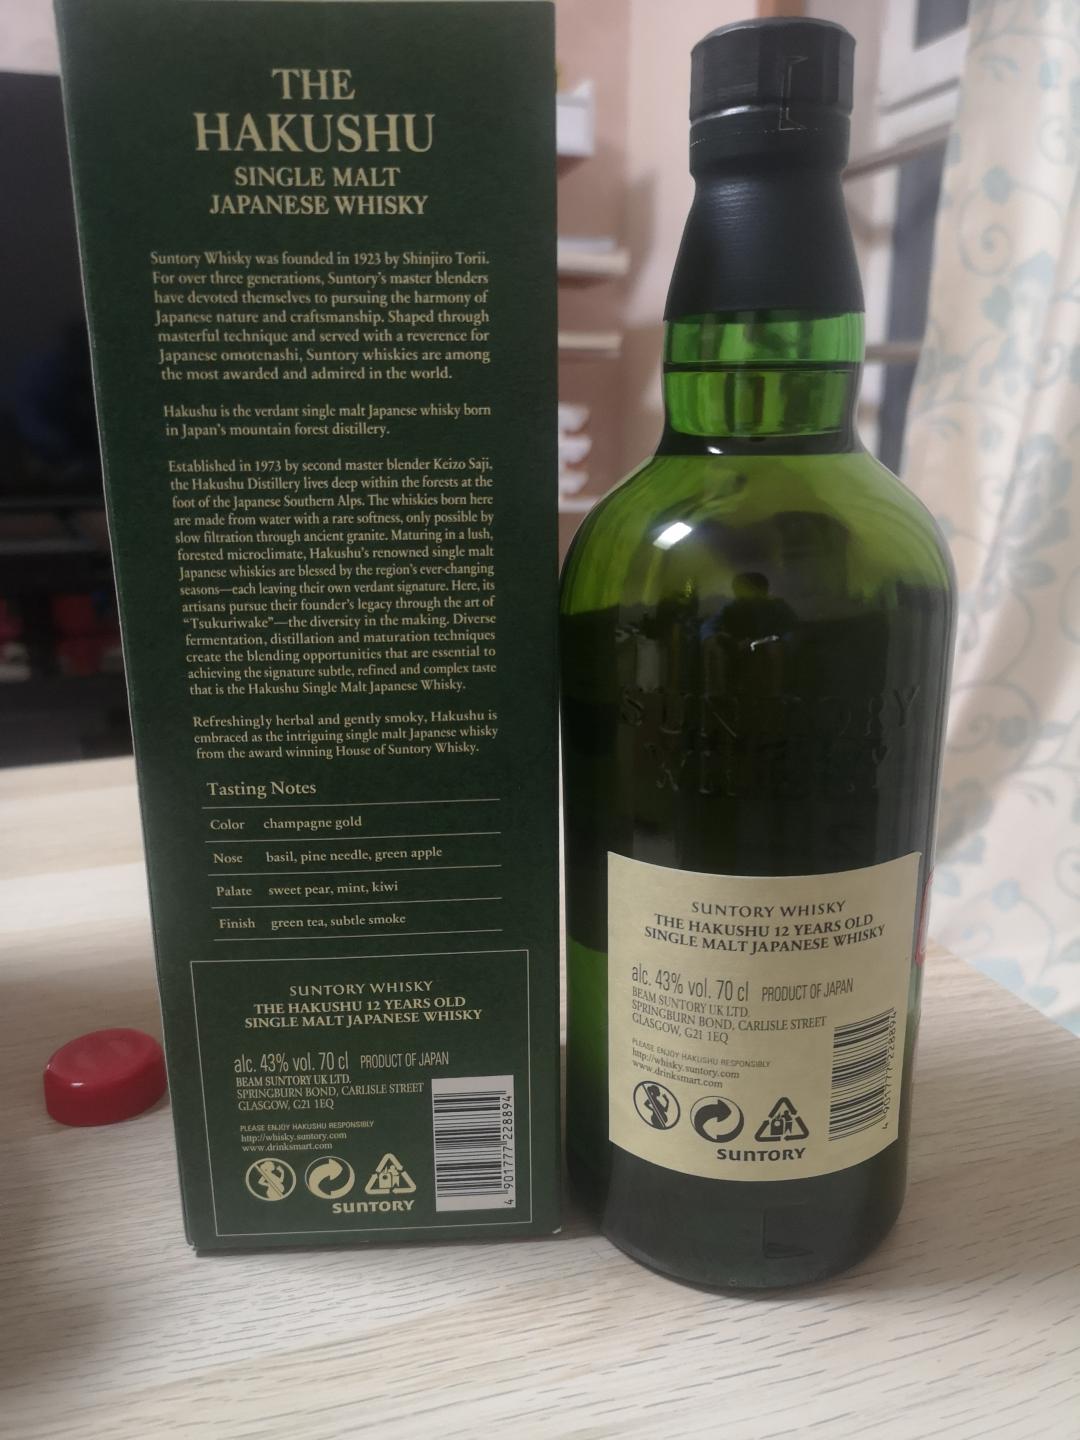 THE
HAKUSHU
SINGLE MALT
JAPANESE WHISKY
Suntory Whisky was founded in 1923 by Shinjiro Torii.
For over three generations, Suntory's master blenders
have devoted themselves to pursuing the harmony of
Japanese nature and craftsmanship. Shaped through
masterful technique and served with a reverence for
Japanese omotenashi, Suntory whiskies are among
the most awarded and admired in the world.
Hakushu is the verdant single malt Japanese whisky born
in Japan's mountain forest distillery.
Established in 1973 by second master blender Keizo Saji,
the Hakushu Distillery lives deep within the forests at the
foot of the Japanese Southern Alps. The whiskies born here
are made from water with a rare softness, only possible by
slow filtration through ancient granite. Maturing in a lush,
forested microclimate, Hakushu's renowned single malt
Japanese whiskies are blessed by the region's ever-changing
seasons—each leaving their own verdant signature. Here, its
artisans pursue their founder's legacy through the art of
“Tsukuriwake”—the diversity in the making. Diverse
fermentation, distillation and maturation techniques
create the blending opportunities that are essential to
achieving the signature subtle, refined and complex taste
that is the Hakushu Single Malt Japanese Whisky.
Refreshingly herbal and gently smoky, Hakushu is
embraced as the intriguing single malt Japanese whisky
from the award winning House of Suntory Whisky.
Tasting Notes
Color champagne gold
Nose basil, pine needle, green apple
Palate sweet pear, mint, kiwi
Finish green tea, subtle smoke
SUNTORY WHISKY
THE HAKUSHU 12 YEARS OLD
SINGLE MALT JAPANESE WHISKY
alc. 43% vol. 70 cl PRODUCT OF JAPAN
BEAM SUNTORY UK LTD.
SPRINGBURN BOND, CARLISLE STREET
GLASGOW, G21 1EQ
PLEASE ENJOY HAKUSHU RESPONSIBLY
http://whisky.suntory.com
www.drinksmart.com
SUNTORY
4 901777 228894
SUNTORY
WHISKY
SUNTORY WHISKY
THE HAKUSHU 12 YEARS OLD
SINGLE MALT JAPANESE WHISKY
alc. 43% vol. 70 cl PRODUCT OF JAPAN
BEAM SUNTORY UK LTD.
SPRINGBURN BOND, CARLISLE STREET
GLASGOW, G21 1EQ
PLEASE ENJOY HAKUSHU RESPONSIBLY
http://whisky.suntory.com
www.drinksmart.com
SUNTORY
4 901777 228894